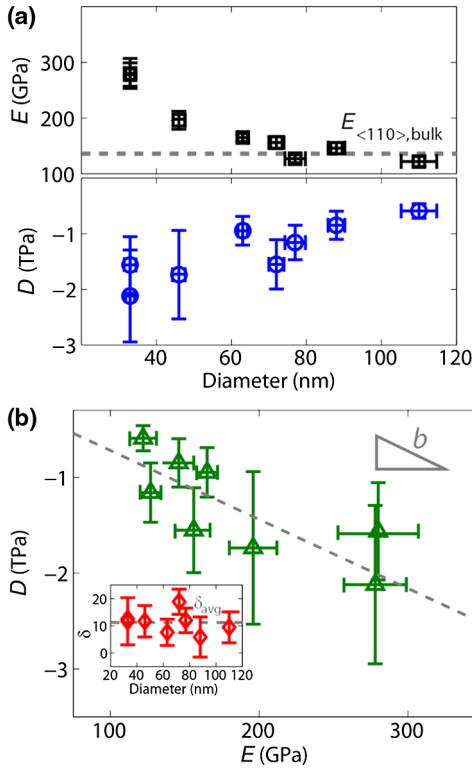 (a)
300
200
100
E (GPa)
E<110>,bulk
−1
−2
−3
D (TPa)
40 60 80 100 120
Diameter (nm)
(b)
−1
−2
−3
D (TPa)
b
20
10
0
δ
δavg
20 40 60 80 100 120
Diameter (nm)
100 200 300
E (GPa)